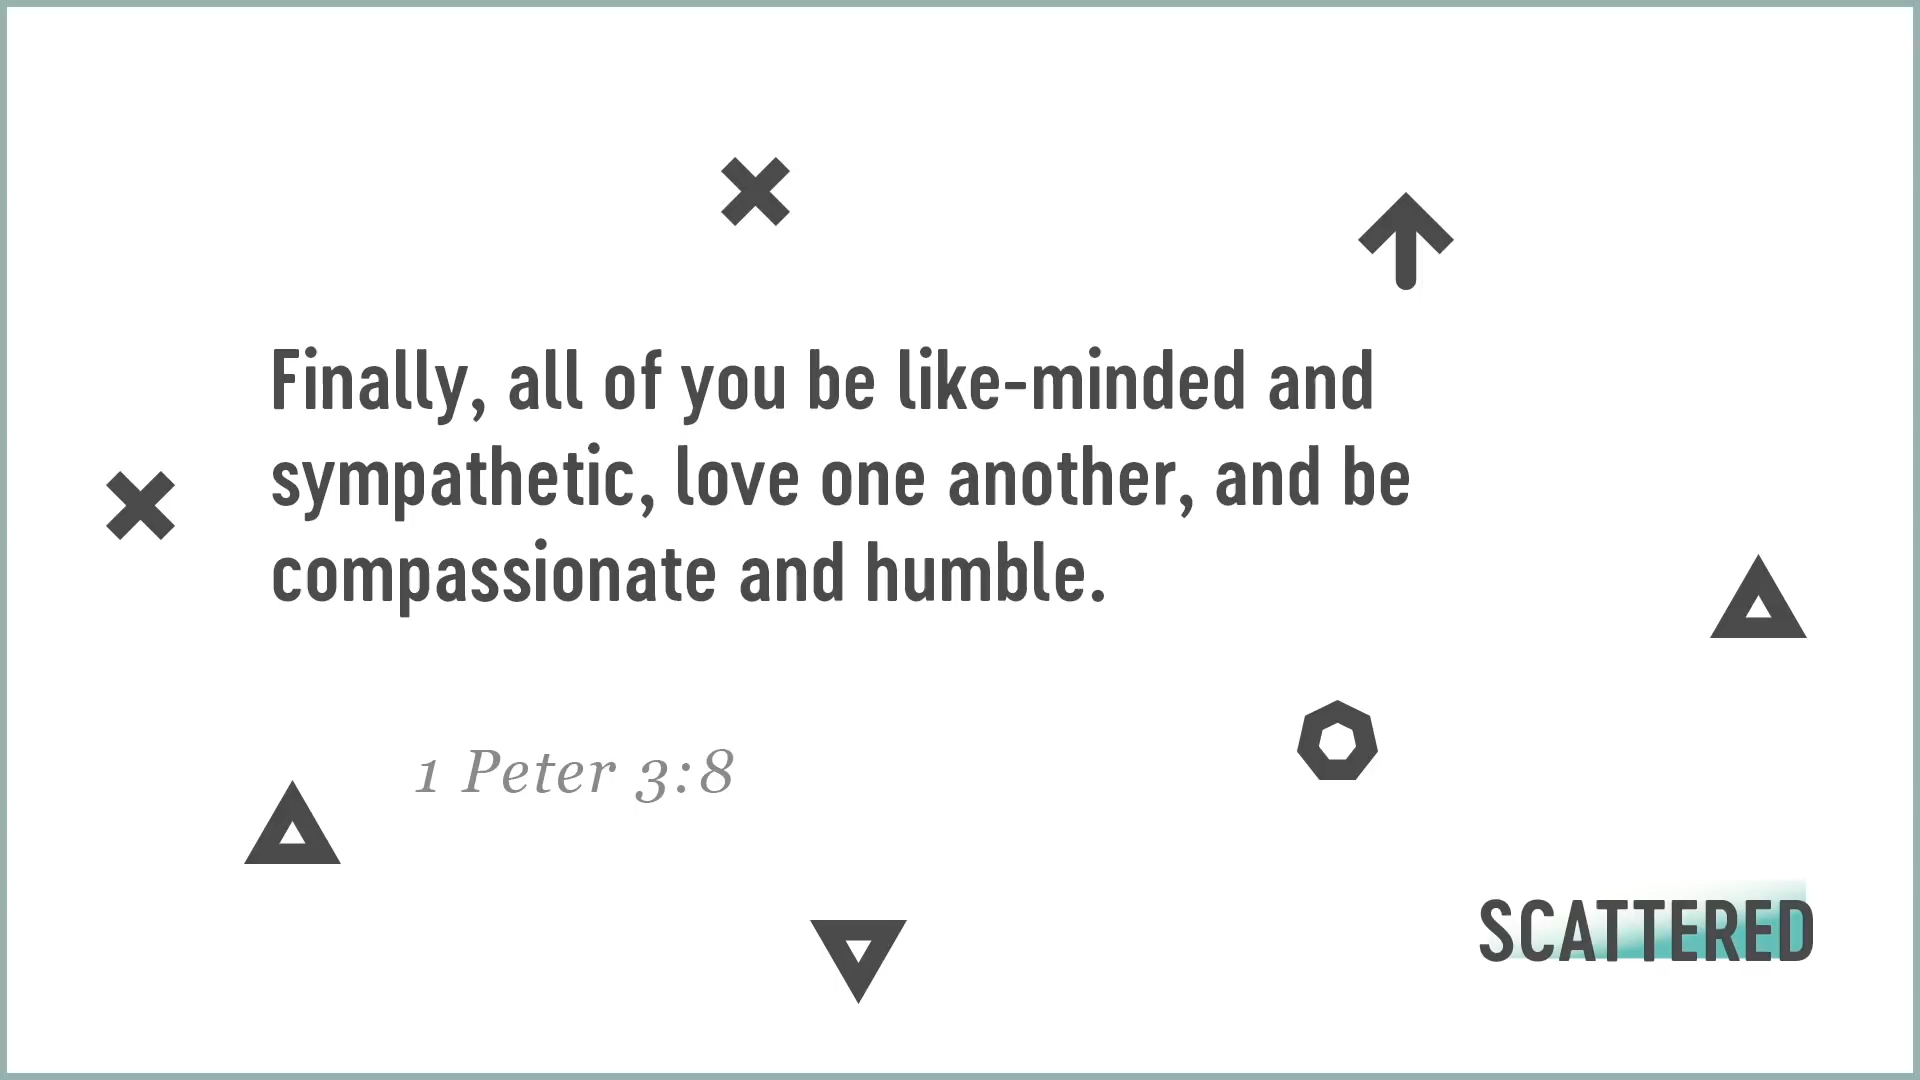 Finally, all of you be like-minded and
sympathetic, love one another, and be
compassionate and humble.
1 Peter 3:8
SCATTERED